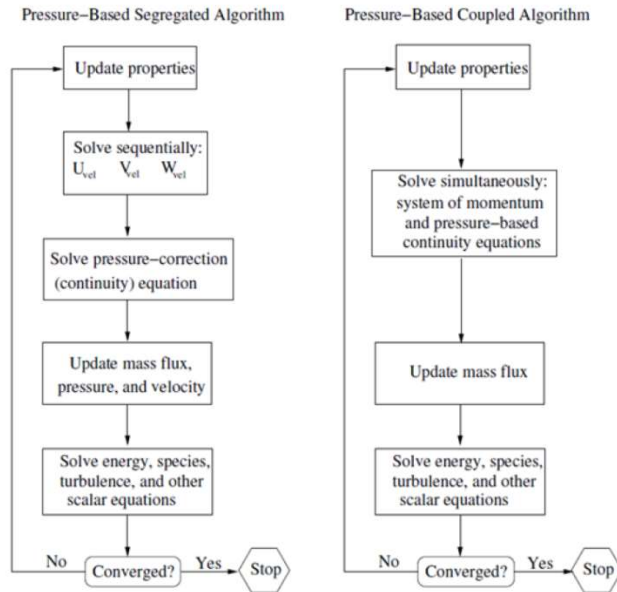 Pressure−Based Segregated Algorithm
Update properties
Solve sequentially:
Uvel Vvel Wvel
Solve pressure−correction
(continuity) equation
Update mass flux,
pressure, and velocity
Solve energy, species,
turbulence, and other
scalar equations
No
Converged?
Yes
Stop
Pressure−Based Coupled Algorithm
Update properties
Solve simultaneously:
system of momentum
and pressure−based
continuity equations
Update mass flux
Solve energy, species,
turbulence, and other
scalar equations
No
Converged?
Yes
Stop